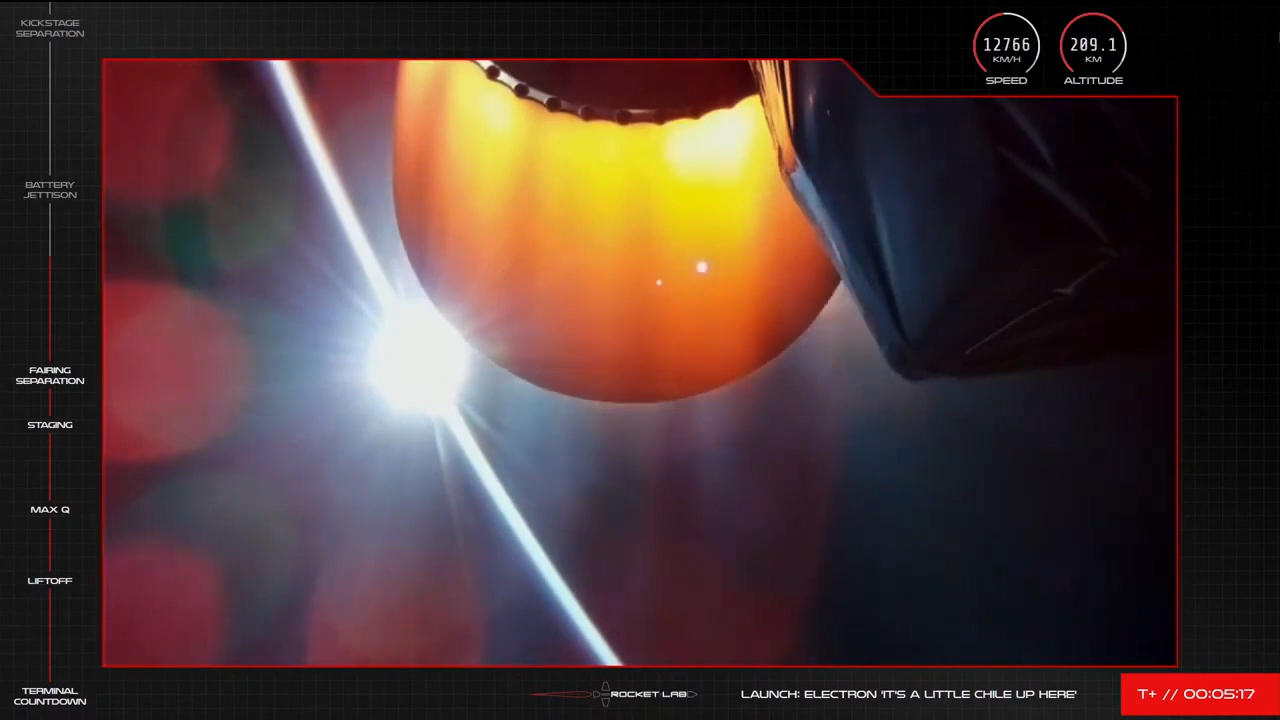 KICKSTAGE
SEPARATION
12766
KM/H
SPEED
209.1
KM
ALTITUDE
BATTERY
JETTISON
FAIRING
SEPARATION
STAGING
MAX Q
LIFTOFF
TERMINAL
COUNTDOWN
ROCKET LAB
LAUNCH: ELECTRON 'IT'S A LITTLE CHILE UP HERE'
T+ // 00:05:17